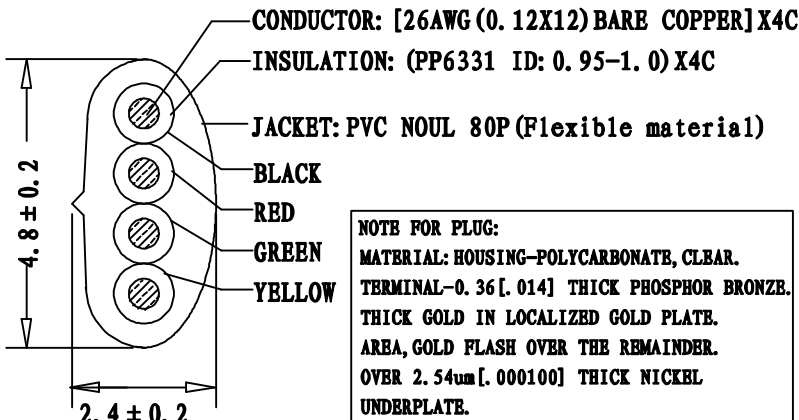 CONDUCTOR: [26AWG(0.12X12)BARE COPPER]X4C
INSULATION: (PP6331 ID:0.95-1.0)X4C
JACKET: PVC NOUL 80P(Flexible material)
BLACK
RED
GREEN
YELLOW
4.8±0.2
2.4±0.2
NOTE FOR PLUG:
MATERIAL: HOUSING-POLYCARBONATE, CLEAR.
TERMINAL-0.36[.014] THICK PHOSPHOR BRONZE.
THICK GOLD IN LOCALIZED GOLD PLATE.
AREA, GOLD FLASH OVER THE REMAINDER.
OVER 2.54um[.000100] THICK NICKEL
UNDERPLATE.